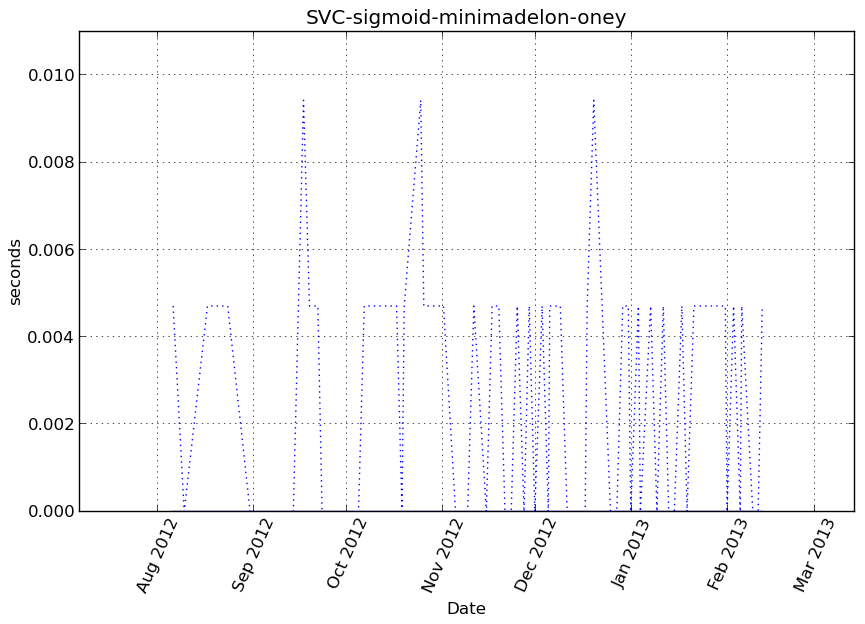 SVC-sigmoid-minimadelon-oney
0.010
0.008
0.006
0.004
0.002
0.000
seconds
Aug 2012
Sep 2012
Oct 2012
Nov 2012
Dec 2012
Jan 2013
Feb 2013
Mar 2013
Date